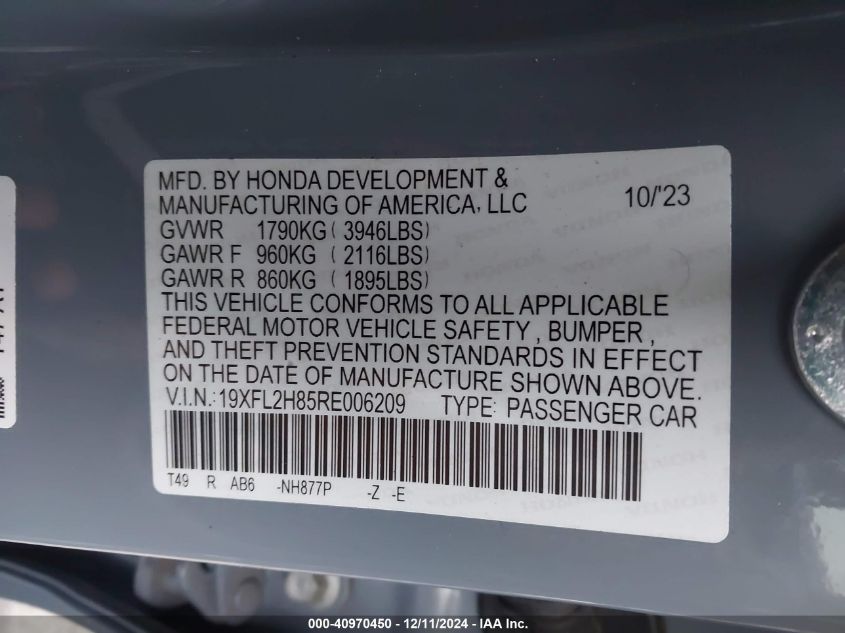 MFD. BY HONDA DEVELOPMENT &
MANUFACTURING OF AMERICA, LLC 10/'23
GVWR 1790KG ( 3946LBS)
GAWR F 960KG ( 2116LBS)
GAWR R 860KG ( 1895LBS)
THIS VEHICLE CONFORMS TO ALL APPLICABLE
FEDERAL MOTOR VEHICLE SAFETY , BUMPER ,
AND THEFT PREVENTION STANDARDS IN EFFECT
ON THE DATE OF MANUFACTURE SHOWN ABOVE.
V.I.N.: 19XFL2H85RE006209 TYPE: PASSENGER CAR
T49 R AB6 -NH877P -Z -E
000-40970450 - 12/11/2024 - IAA Inc.